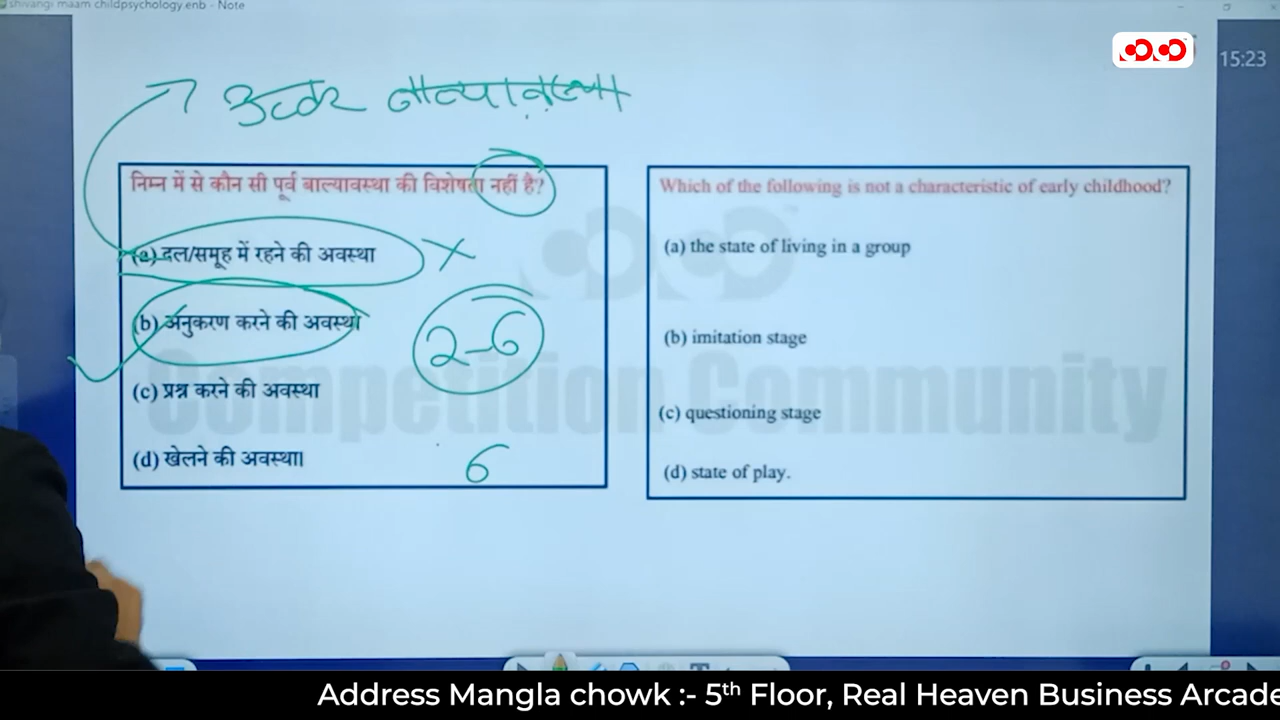 shivangi maam childpsychology.enb - Note
15:23
उत्तर बाल्यावस्था
निम्न में से कौन सी पूर्व बाल्यावस्था की विशेषता नहीं है?
(a) दल/समूह में रहने की अवस्था
(b) अनुकरण करने की अवस्था
2-6
(c) प्रश्न करने की अवस्था
(d) खेलने की अवस्था।
6
Which of the following is not a characteristic of early childhood?
(a) the state of living in a group
(b) imitation stage
(c) questioning stage
(d) state of play.
Competition Community
Address Mangla chowk :- 5th Floor, Real Heaven Business Arcade